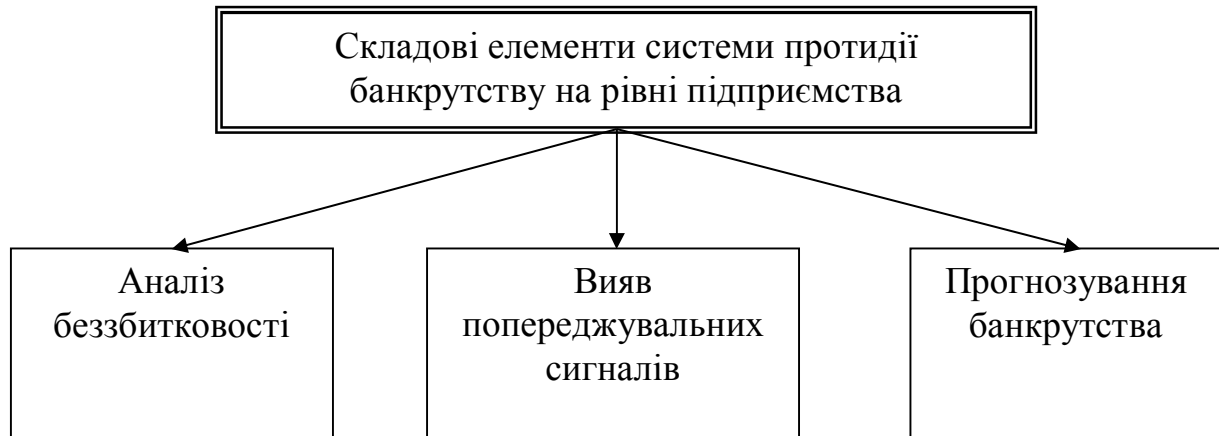 Складові елементи системи протидії
банкрутству на рівні підприємства
Аналіз
беззбитковості
Вияв
попереджувальних
сигналів
Прогнозування
банкрутства